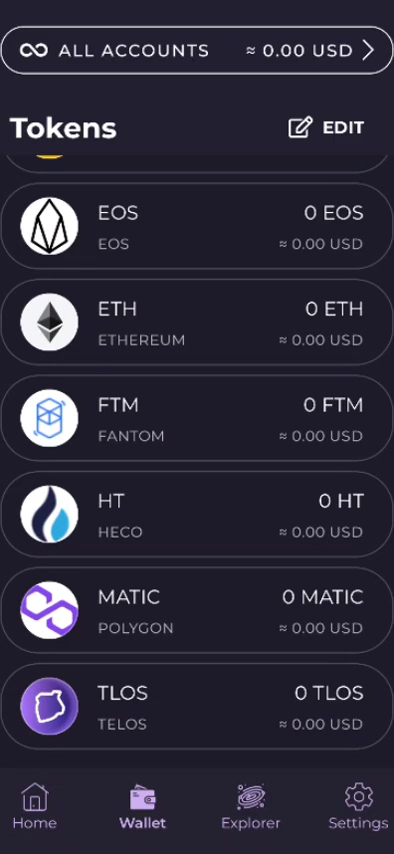 ALL ACCOUNTS ≈ 0.00 USD
Tokens EDIT
EOS 0 EOS
EOS ≈ 0.00 USD
ETH 0 ETH
ETHEREUM ≈ 0.00 USD
FTM 0 FTM
FANTOM ≈ 0.00 USD
HT 0 HT
HECO ≈ 0.00 USD
MATIC 0 MATIC
POLYGON ≈ 0.00 USD
TLOS 0 TLOS
TELOS ≈ 0.00 USD
Home Wallet Explorer Settings